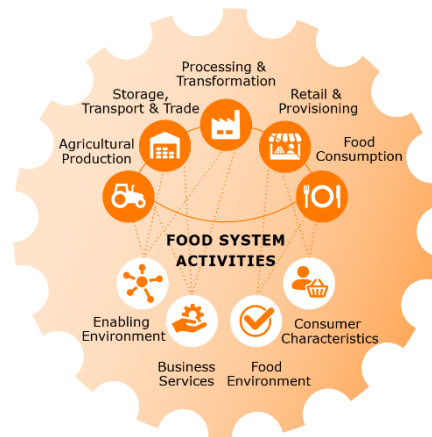 Processing &
Transformation
Storage,
Transport & Trade
Retail &
Provisioning
Agricultural
Production
Food
Consumption
FOOD SYSTEM
ACTIVITIES
Enabling
Environment
Consumer
Characteristics
Business
Services
Food
Environment